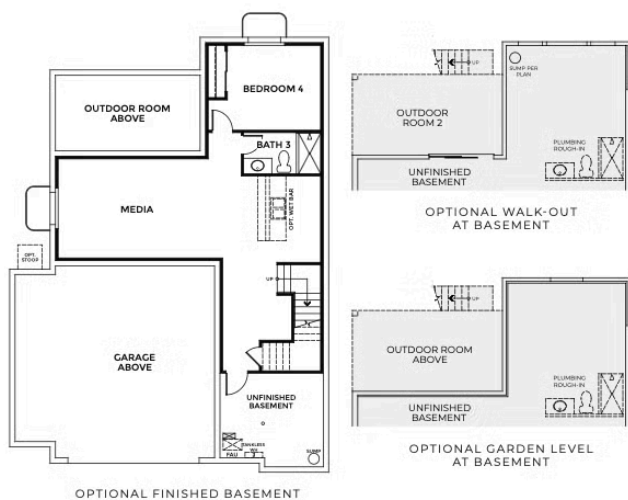 BEDROOM 4
OUTDOOR ROOM
ABOVE
BATH 3
MEDIA
OPT. WET BAR
OPT.
STOOP
UP
GARAGE
ABOVE
UNFINISHED
BASEMENT
TANKLESS
WH
FAU
SUMP
OPTIONAL FINISHED BASEMENT
UP
SUMP PER
PLAN
OUTDOOR
ROOM 2
PLUMBING
ROUGH-IN
UNFINISHED
BASEMENT
OPTIONAL WALK-OUT
AT BASEMENT
UP
OUTDOOR ROOM
ABOVE
PLUMBING
ROUGH-IN
UNFINISHED
BASEMENT
OPTIONAL GARDEN LEVEL
AT BASEMENT